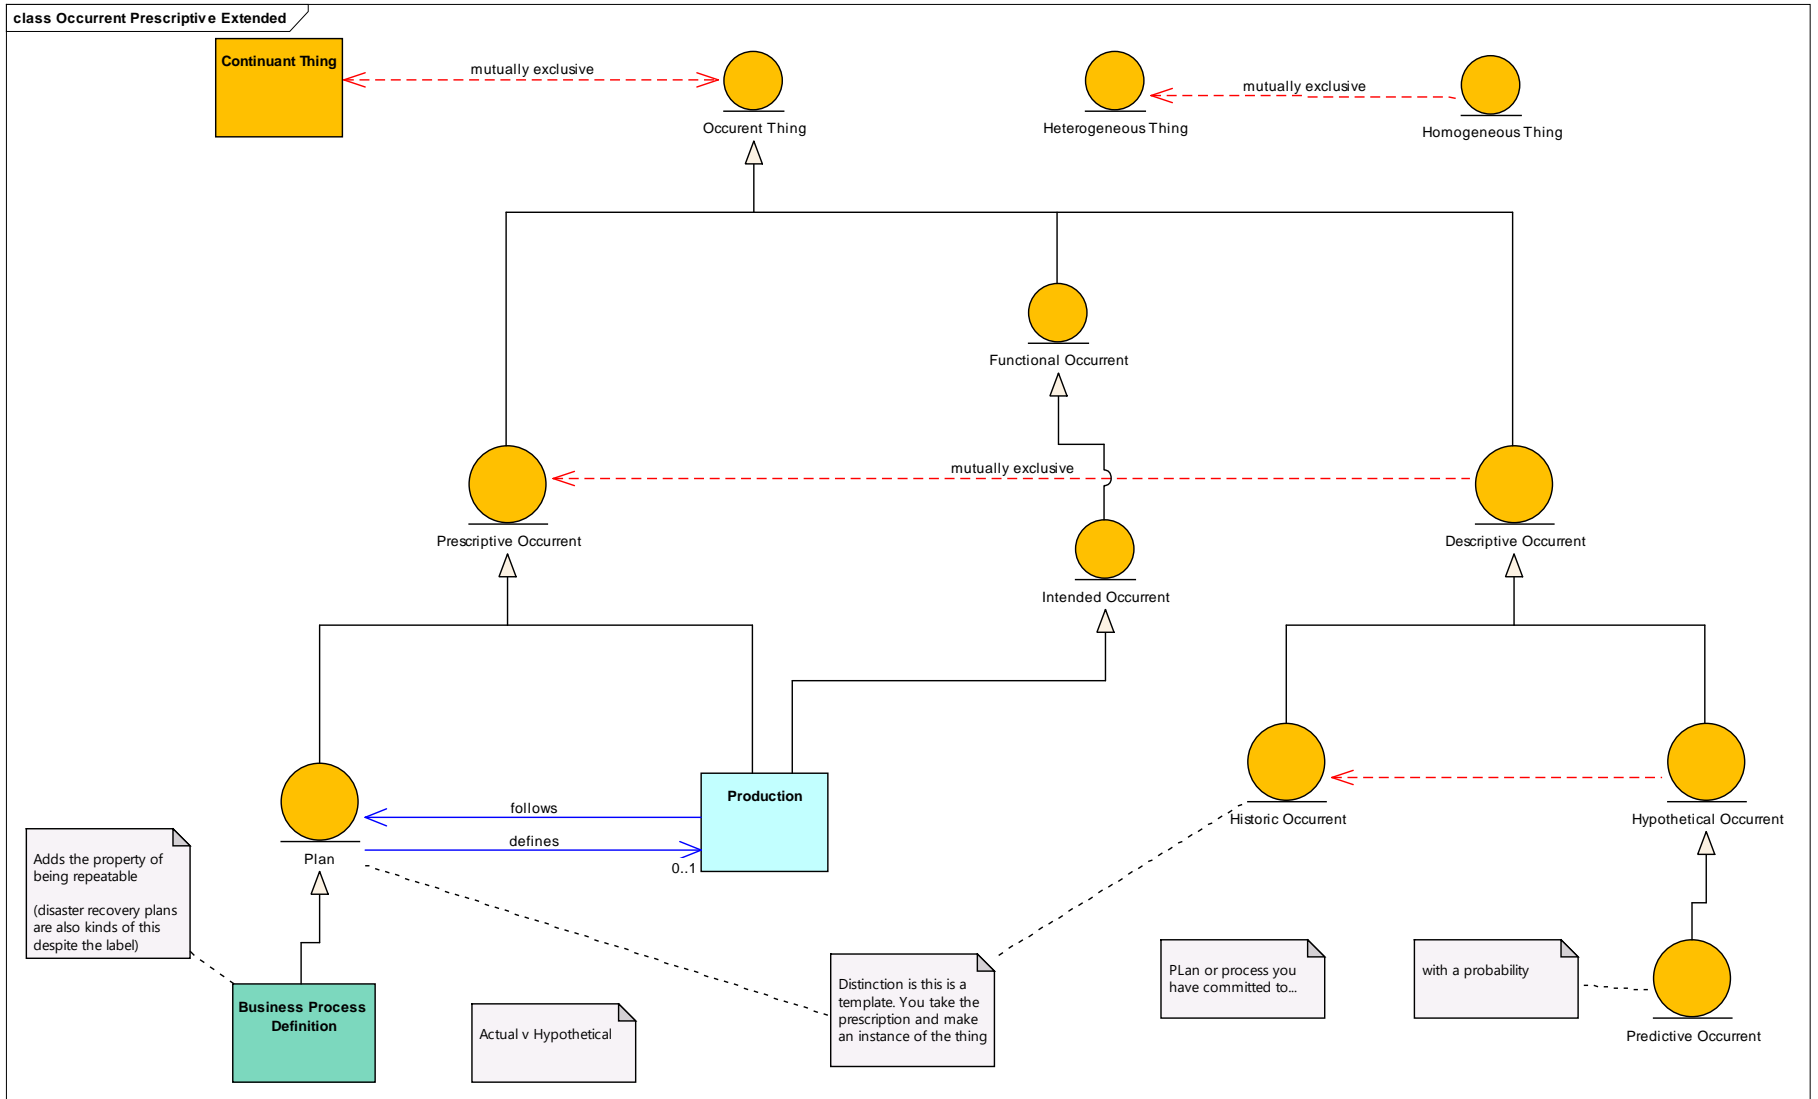 class Occurrent Prescriptive Extended
Continuant Thing
mutually exclusive
Occurent Thing
Heterogeneous Thing
mutually exclusive
Homogeneous Thing
Functional Occurrent
mutually exclusive
Prescriptive Occurrent
Descriptive Occurrent
Intended Occurrent
Production
follows
defines
0..1
Plan
Historic Occurrent
Hypothetical Occurrent
Adds the property of
being repeatable
(disaster recovery plans
are also kinds of this
despite the label)
Business Process
Definition
Actual v Hypothetical
Distinction is this is a
template. You take the
prescription and make
an instance of the thing
PLan or process you
have committed to...
with a probability
Predictive Occurrent